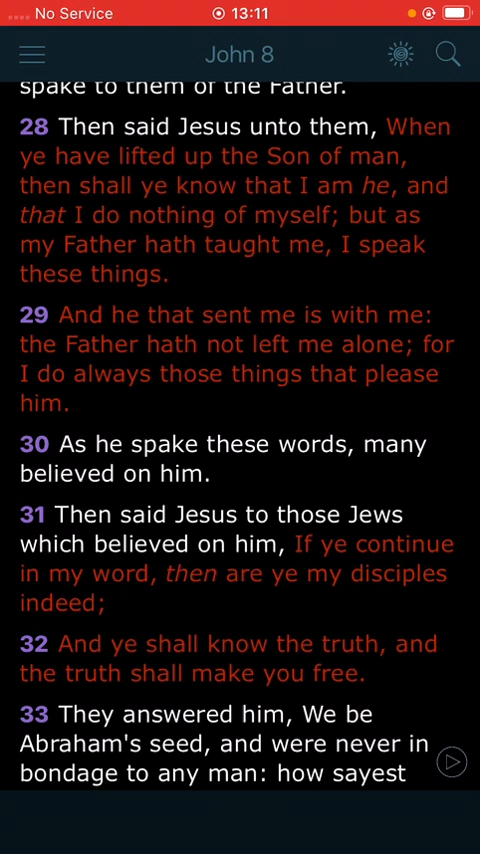 No Service
13:11
John 8
spake to them of the Father.
28 Then said Jesus unto them, When
ye have lifted up the Son of man,
then shall ye know that I am he, and
that I do nothing of myself; but as
my Father hath taught me, I speak
these things.
29 And he that sent me is with me:
the Father hath not left me alone; for
I do always those things that please
him.
30 As he spake these words, many
believed on him.
31 Then said Jesus to those Jews
which believed on him, If ye continue
in my word, then are ye my disciples
indeed;
32 And ye shall know the truth, and
the truth shall make you free.
33 They answered him, We be
Abraham's seed, and were never in
bondage to any man: how sayest